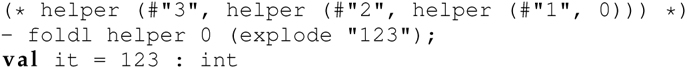 (* helper (#"3", helper (#"2", helper (#"1", 0))) *)
– foldl helper 0 (explode "123");
val it = 123 : int